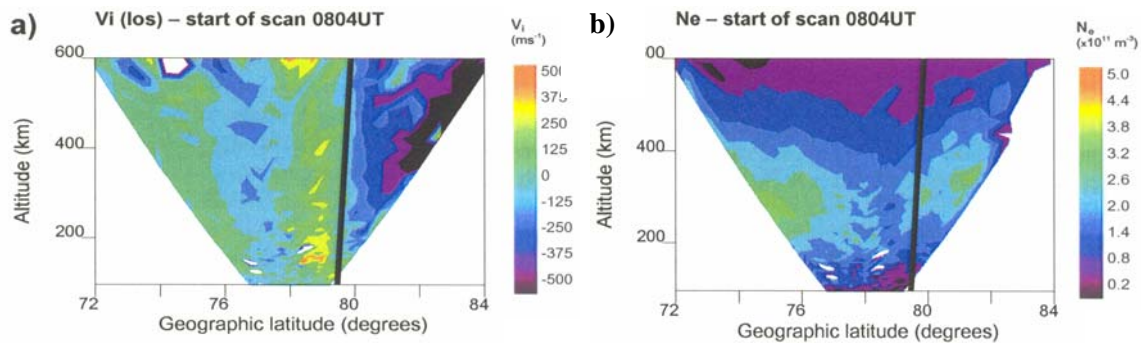 a)
Vi (los) – start of scan 0804UT
Vi
(ms⁻¹)
600
400
200
Altitude (km)
72
76
80
84
Geographic latitude (degrees)
500
375
250
125
0
-125
-250
-375
-500
b)
Ne – start of scan 0804UT
Ne
(x10¹¹ m⁻³)
00
400
200
Altitude (km)
72
76
80
84
Geographic latitude (degrees)
5.0
4.4
3.8
3.2
2.6
2.0
1.4
0.8
0.2